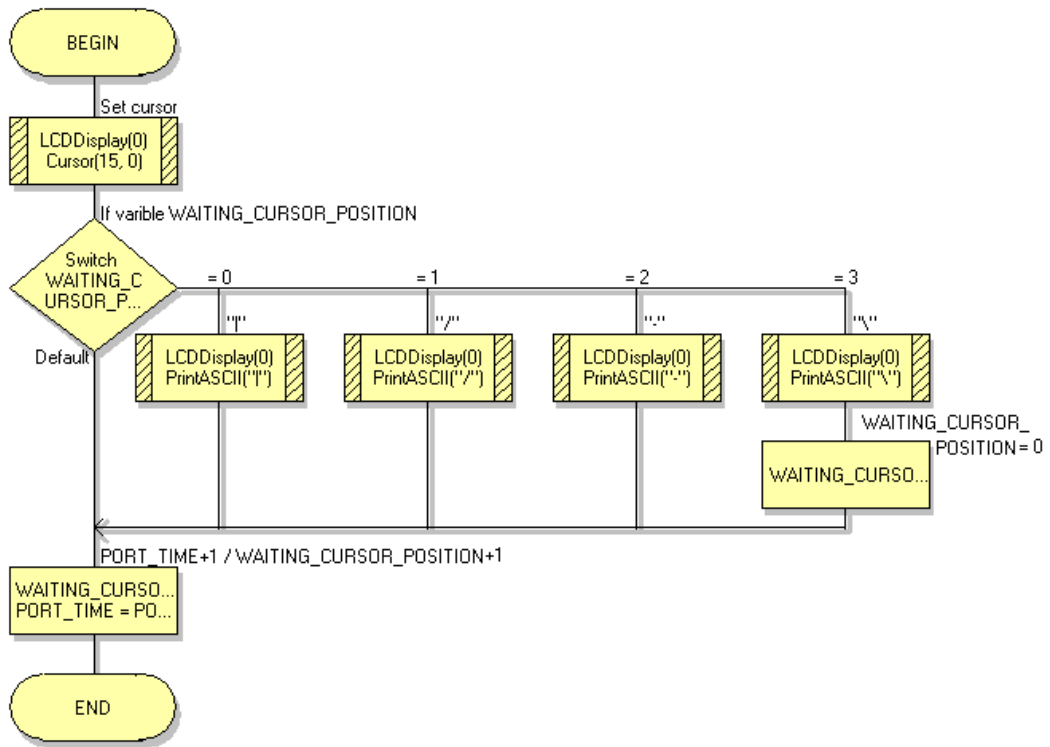 BEGIN
Set cursor
LCDDisplay(0)
Cursor(15, 0)
If varible WAITING_CURSOR_POSITION
Switch
WAITING_C
URSOR_P...
= 0
= 1
= 2
= 3
"|"
"/"
"-"
"\"
Default
LCDDisplay(0)
PrintASCII("|")
LCDDisplay(0)
PrintASCII("/")
LCDDisplay(0)
PrintASCII("-")
LCDDisplay(0)
PrintASCII("\")
WAITING_CURSOR_
POSITION = 0
WAITING_CURSO...
PORT_TIME+1 / WAITING_CURSOR_POSITION+1
WAITING_CURSO...
PORT_TIME = PO...
END